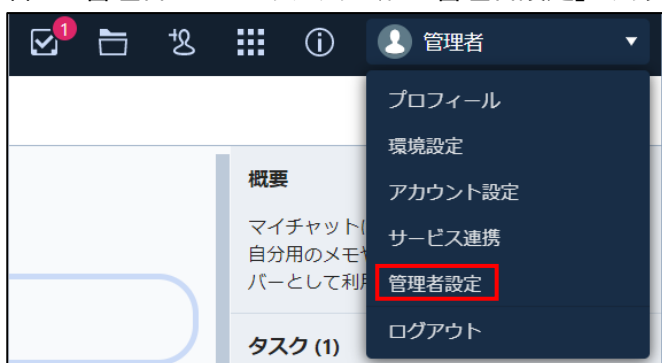 1
管理者
プロフィール
環境設定
アカウント設定
サービス連携
管理者設定
ログアウト
概要
マイチャットは
自分用のメモや
バーとして利用
タスク (1)